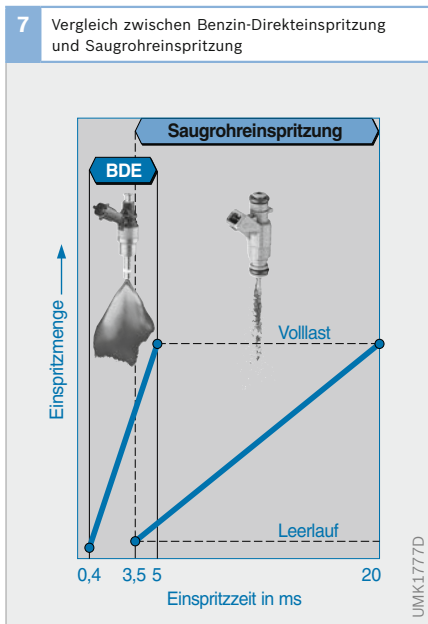 7
Vergleich zwischen Benzin-Direkteinspritzung
und Saugrohreinspritzung
Saugrohreinspritzung
BDE
Einspritzmenge
Volllast
Leerlauf
0,4 3,5 5 20
Einspritzzeit in ms
UMK1777D